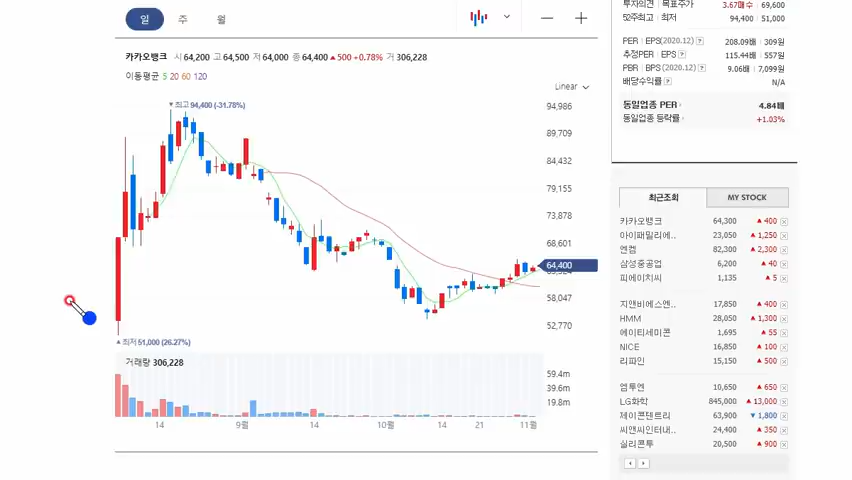 일 주 월
카카오뱅크 시 64,200 고 64,500 저 64,000 종 64,400 ▲500 +0.78% 거 306,228
이동평균 5 20 60 120
Linear
▼최고 94,400 (-31.78%)
94,986
89,709
84,432
79,155
73,878
68,601
64,400
58,047
52,770
▲최저 51,000 (26.27%)
거래량 306,228
59.4m
39.6m
19.8m
14 9월 14 10월 14 21 11월
투자의견 | 목표주가 3.67매수 | 69,600
52주최고 | 최저 94,400 | 51,000
PER | EPS(2020.12) 208.09배 | 309원
추정PER | EPS 115.44배 | 557원
PBR | BPS(2020.12) 9.06배 | 7,099원
배당수익률 N/A
동일업종 PER 4.84배
동일업종 등락률 +1.03%
최근조회 MY STOCK
카카오뱅크 64,300 ▲400
아이패밀리에.. 23,050 ▲1,250
엔켐 82,300 ▲2,300
삼성중공업 6,200 ▲40
피에이치씨 1,135 ▲5
지앤비에스엔.. 17,850 ▲400
HMM 28,050 ▲1,300
에이티세미콘 1,695 ▲55
NICE 16,850 ▲100
리파인 15,150 ▲500
엠투엔 10,650 ▲650
LG화학 845,000 ▲13,000
제이콘텐트리 63,900 ▼1,800
씨앤씨인터내.. 24,400 ▲350
실리콘투 20,500 ▲900